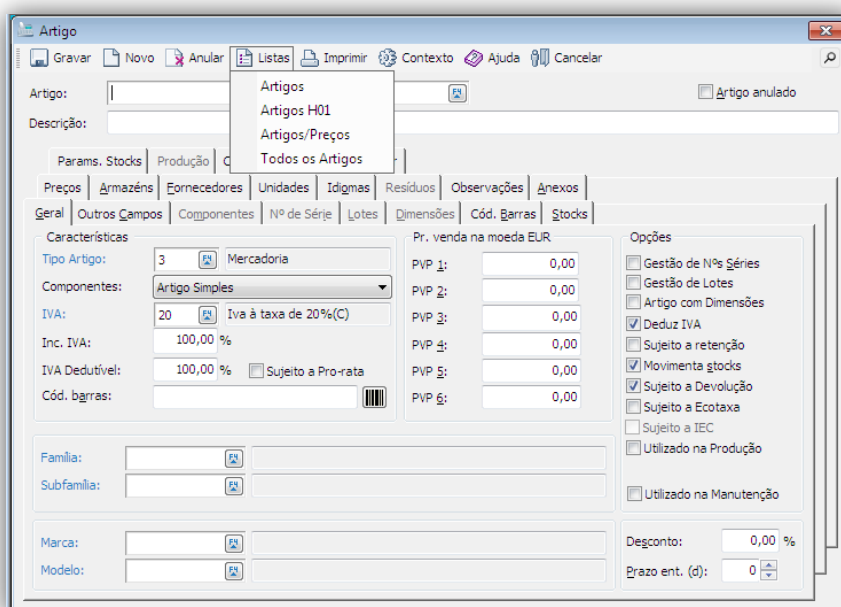 Artigo
Gravar Novo Anular Listas Imprimir Contexto Ajuda Cancelar
Artigos
Artigos H01
Artigos/Preços
Todos os Artigos
Artigo: F4 Artigo anulado
Descrição:
Params. Stocks Produção
Preços Armazéns Fornecedores Unidades Idiomas Resíduos Observações Anexos
Geral Outros Campos Componentes Nº de Série Lotes Dimensões Cód. Barras Stocks
Características Pr. venda na moeda EUR Opções
Tipo Artigo: 3 F4 Mercadoria PVP 1: 0,00 Gestão de NºS Séries
Gestão de Lotes
Componentes: Artigo Simples PVP 2: 0,00 Artigo com Dimensões
IVA: 20 F4 Iva à taxa de 20%(C) PVP 3: 0,00 Deduz IVA
Inc. IVA: 100,00 % PVP 4: 0,00 Sujeito a retenção
Movimenta stocks
IVA Dedutível: 100,00 % Sujeito a Pro-rata PVP 5: 0,00 Sujeito a Devolução
Cód. barras: PVP 6: 0,00 Sujeito a Ecotaxa
Sujeito a IEC
Utilizado na Produção
Família: F4
Subfamília: F4 Utilizado na Manutenção
Marca: F4 Desconto: 0,00 %
Modelo: F4 Prazo ent. (d): 0